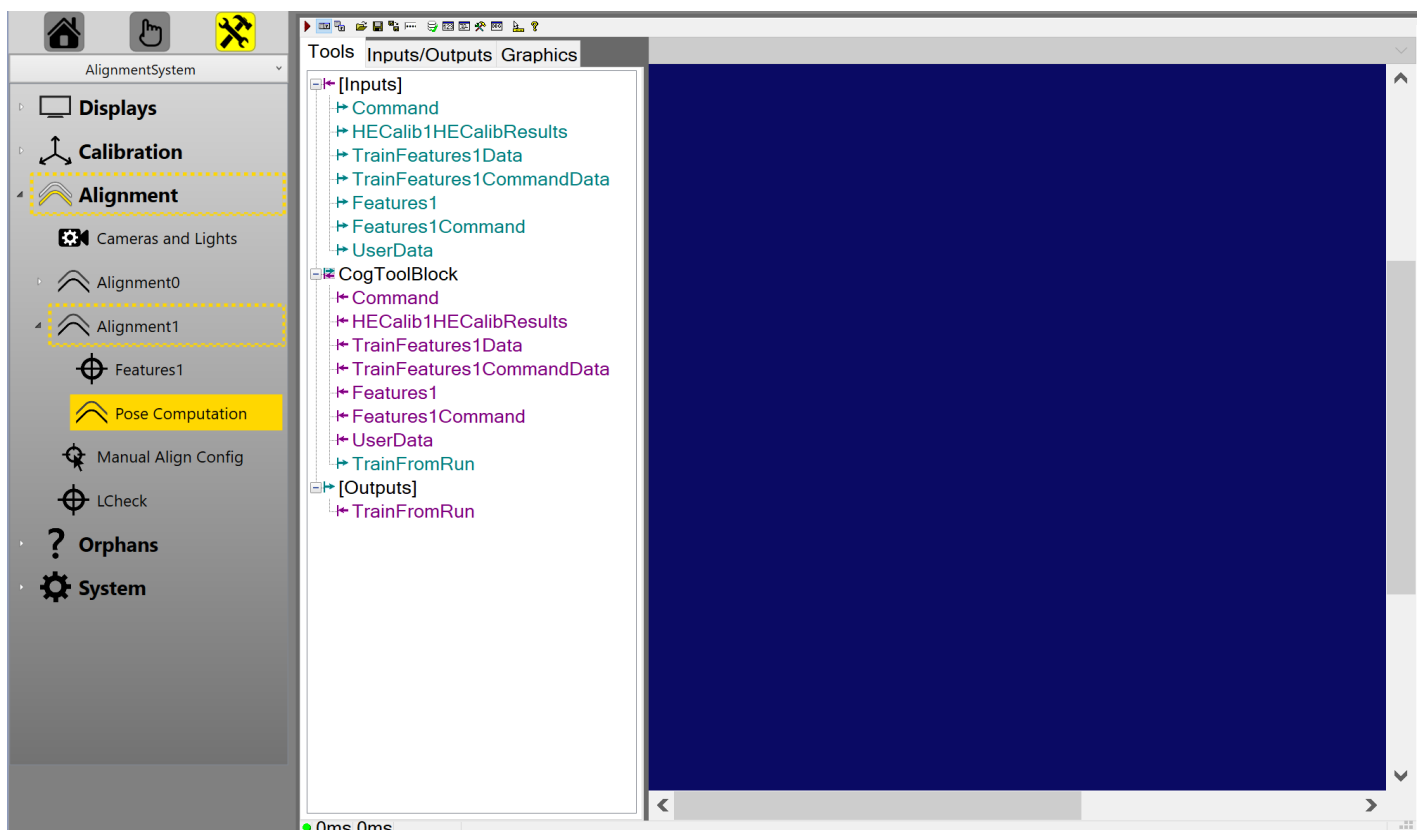 AlignmentSystem
Displays
Calibration
Alignment
Cameras and Lights
Alignment0
Alignment1
Features1
Pose Computation
Manual Align Config
LCheck
Orphans
System
Tools Inputs/Outputs Graphics
[Inputs]
Command
HECalib1HECalibResults
TrainFeatures1Data
TrainFeatures1CommandData
Features1
Features1Command
UserData
CogToolBlock
Command
HECalib1HECalibResults
TrainFeatures1Data
TrainFeatures1CommandData
Features1
Features1Command
UserData
TrainFromRun
[Outputs]
TrainFromRun
0ms 0ms